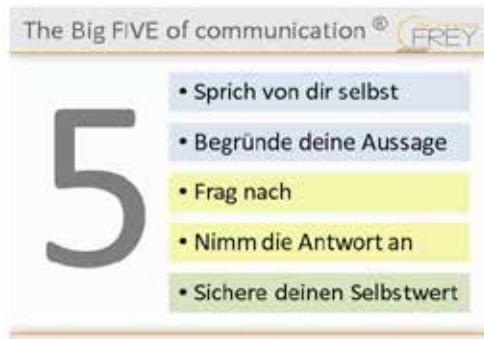 The Big FIVE of communication ® FREY
5
• Sprich von dir selbst
• Begründe deine Aussage
• Frag nach
• Nimm die Antwort an
• Sichere deinen Selbstwert